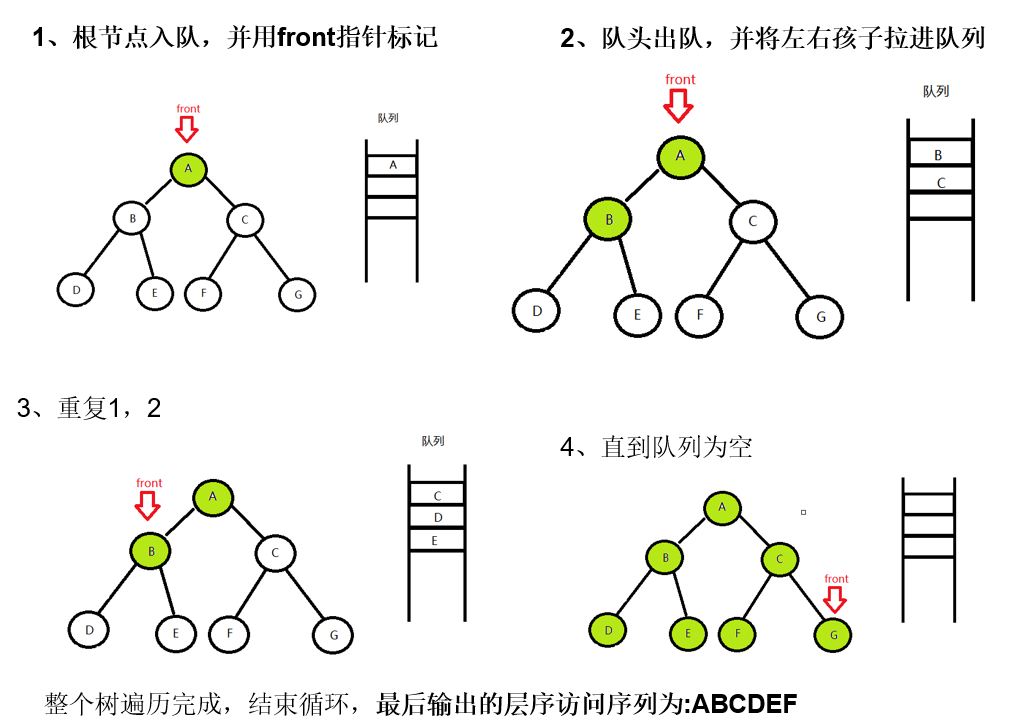 1、根节点入队，并用front指针标记
front
队列
A
A
B
C
D
E
F
G
2、队头出队，并将左右孩子拉进队列
front
队列
A
B
B
C
C
D
E
F
G
3、重复1，2
队列
front
A
C
D
B
C
E
D
E
F
G
4、直到队列为空
A
B
C
front
D
E
F
G
整个树遍历完成，结束循环，最后输出的层序访问序列为:ABCDEF